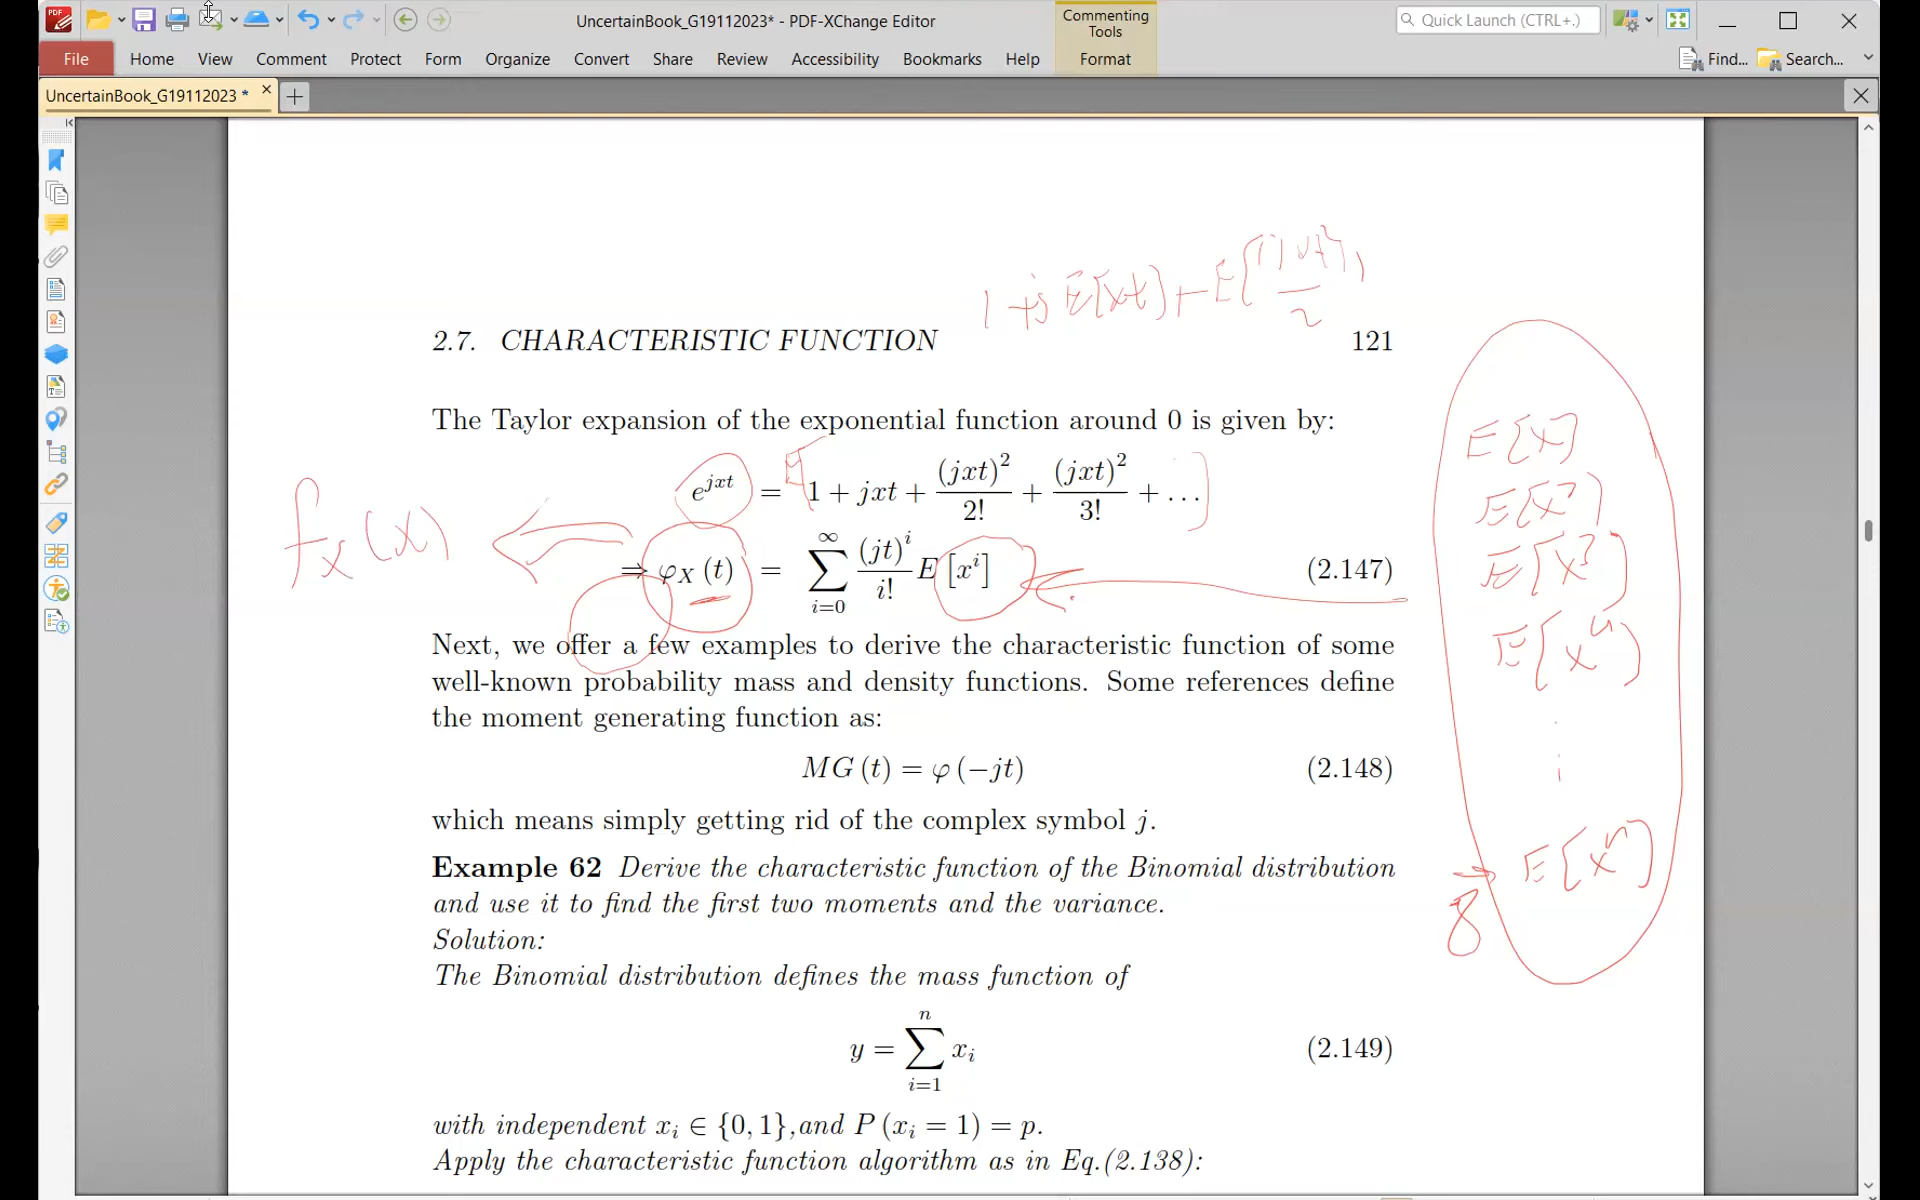 UncertainBook_G19112023* - PDF-XChange Editor
Commenting Tools
Quick Launch (CTRL+.)
File Home View Comment Protect Form Organize Convert Share Review Accessibility Bookmarks Help Format Find... Search...
UncertainBook_G19112023 *
1 + j E[xt] + E[(jxt)²/2]
2.7. CHARACTERISTIC FUNCTION 121
The Taylor expansion of the exponential function around 0 is given by:
e^{jxt} = 1 + jxt + (jxt)²/2! + (jxt)²/3! + ...
f_X(x)
⇒ φ_X (t) = ∑_{i=0}^{∞} (jt)^i/i! E [x^i] (2.147)
E[X]
E[X²]
E[X³]
E[X⁴]
E[Xⁿ]
8
Next, we offer a few examples to derive the characteristic function of some
well-known probability mass and density functions. Some references define
the moment generating function as:
MG (t) = φ (−jt) (2.148)
which means simply getting rid of the complex symbol j.
Example 62 Derive the characteristic function of the Binomial distribution
and use it to find the first two moments and the variance.
Solution:
The Binomial distribution defines the mass function of
y = ∑_{i=1}^{n} x_i (2.149)
with independent x_i ∈ {0, 1},and P (x_i = 1) = p.
Apply the characteristic function algorithm as in Eq.(2.138):